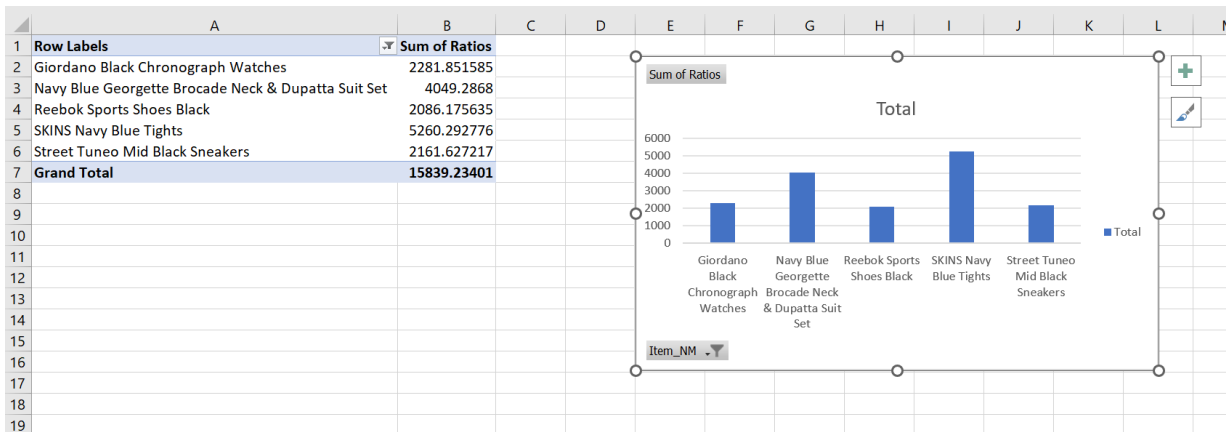 A B C D E F G H I J K L
1 Row Labels Sum of Ratios
2 Giordano Black Chronograph Watches 2281.851585
3 Navy Blue Georgette Brocade Neck & Dupatta Suit Set 4049.2868
4 Reebok Sports Shoes Black 2086.175635
5 SKINS Navy Blue Tights 5260.292776
6 Street Tuneo Mid Black Sneakers 2161.627217
7 Grand Total 15839.23401
8
9
10
11
12
13
14
15
16
17
18
19
Sum of Ratios
Total
6000
5000
4000
3000
2000
1000
0
Giordano
Black
Chronograph
Watches
Navy Blue
Georgette
Brocade Neck
& Dupatta Suit
Set
Reebok Sports
Shoes Black
SKINS Navy
Blue Tights
Street Tuneo
Mid Black
Sneakers
Total
Item_NM